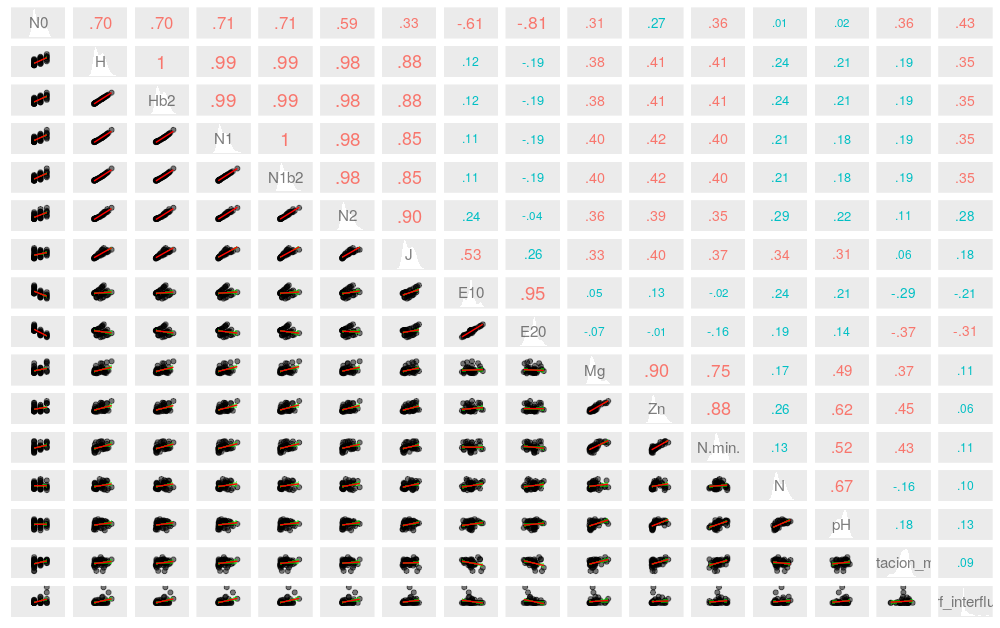 N0 .70 .70 .71 .71 .59 .33 -.61 -.81 .31 .27 .36 .01 .02 .36 .43
H 1 .99 .99 .98 .88 .12 -.19 .38 .41 .41 .24 .21 .19 .35
Hb2 .99 .99 .98 .88 .12 -.19 .38 .41 .41 .24 .21 .19 .35
N1 1 .98 .85 .11 -.19 .40 .42 .40 .21 .18 .19 .35
N1b2 .98 .85 .11 -.19 .40 .42 .40 .21 .18 .19 .35
N2 .90 .24 -.04 .36 .39 .35 .29 .22 .11 .28
J .53 .26 .33 .40 .37 .34 .31 .06 .18
E10 .95 .05 .13 -.02 .24 .21 -.29 -.21
E20 -.07 -.01 -.16 .19 .14 -.37 -.31
Mg .90 .75 .17 .49 .37 .11
Zn .88 .26 .62 .45 .06
N.min. .13 .52 .43 .11
N .67 -.16 .10
pH .18 .13
tacion_m .09
rf_interflu